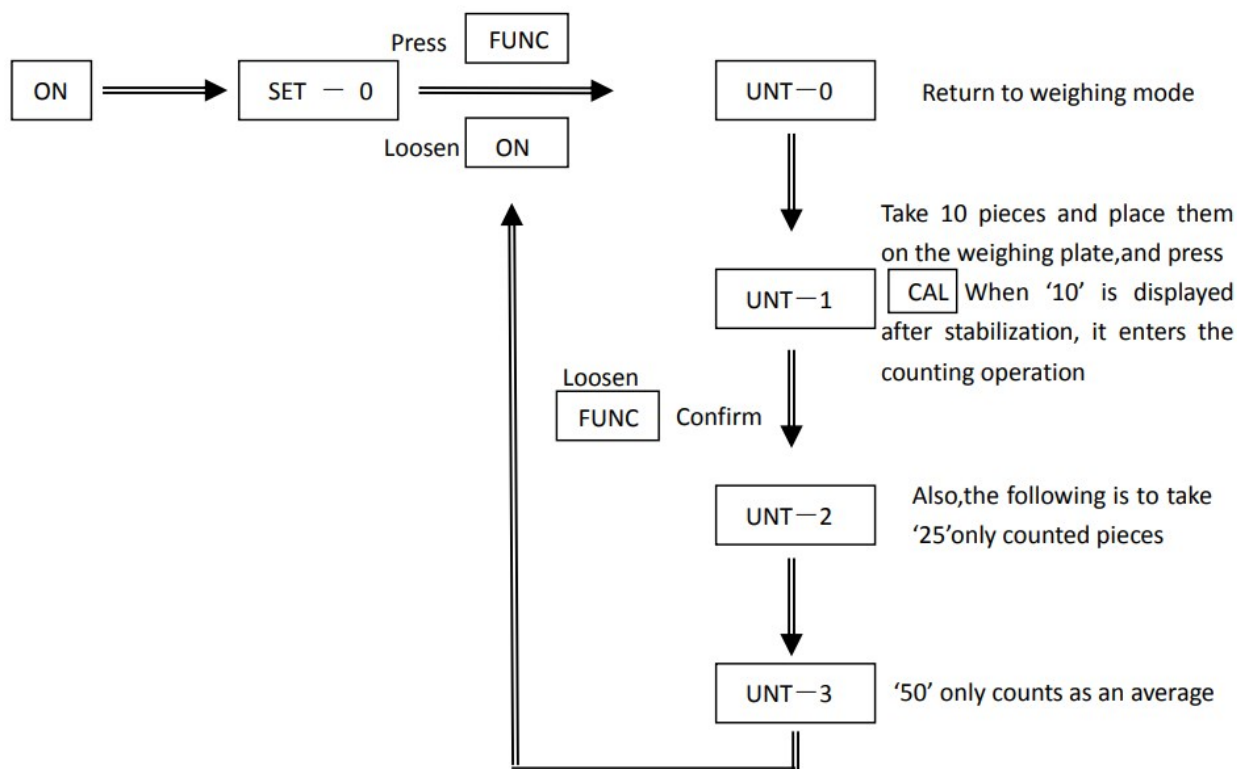 Press FUNC
ON
SET － 0
UNT－0
Return to weighing mode
Loosen ON
Take 10 pieces and place them
on the weighing plate,and press
UNT－1
CAL When ‘10’ is displayed
after stabilization, it enters the
counting operation
Loosen
FUNC Confirm
UNT－2
Also,the following is to take
‘25’only counted pieces
UNT－3
‘50’ only counts as an average